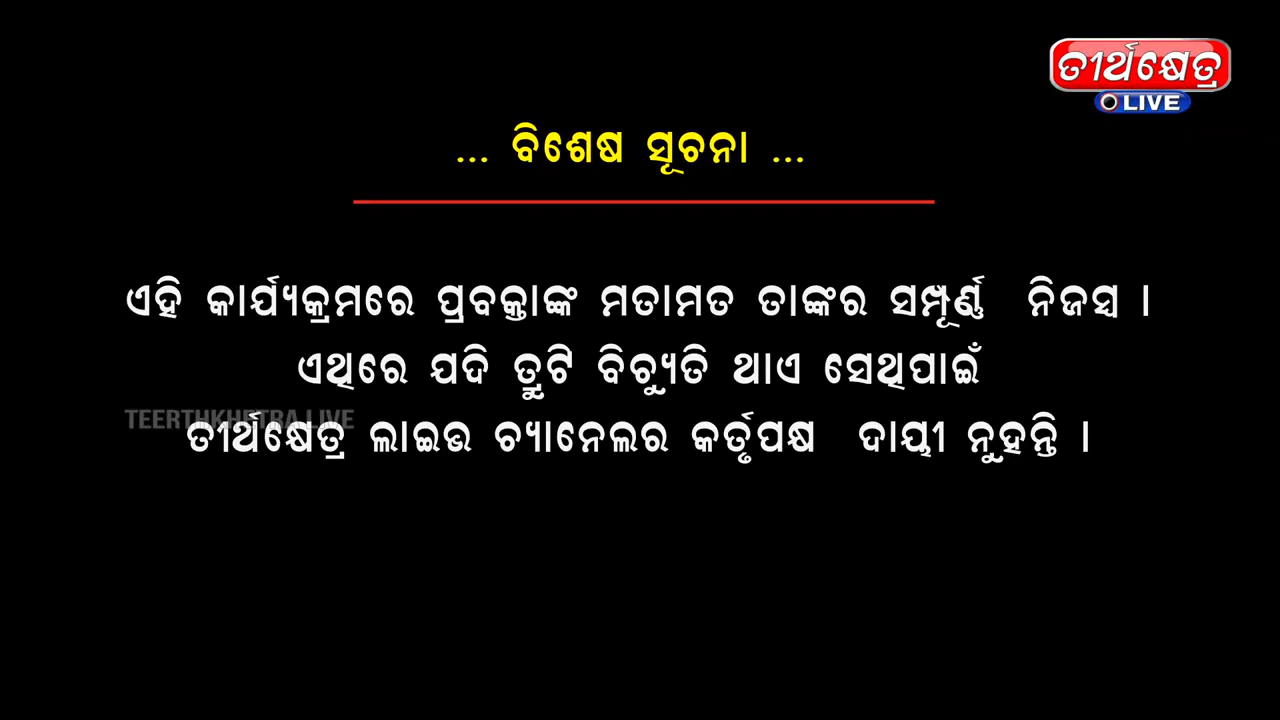 ତୀର୍ଥକ୍ଷେତ୍ର
LIVE
... ବିଶେଷ ସୂଚନା ...
ଏହି କାର୍ଯ୍ୟକ୍ରମରେ ପ୍ରବକ୍ତାଙ୍କ ମତାମତ ତାଙ୍କର ସମ୍ପୂର୍ଣ୍ଣ ନିଜସ୍ୱ ।
ଏଥିରେ ଯଦି ତ୍ରୁଟି ବିଚ୍ୟୁତି ଥାଏ ସେଥିପାଇଁ
TEERTHKHETRA LIVE
ତୀର୍ଥକ୍ଷେତ୍ର ଲାଇଭ ଚ୍ୟାନେଲର କର୍ତୃପକ୍ଷ ଦାୟୀ ନୁହନ୍ତି ।